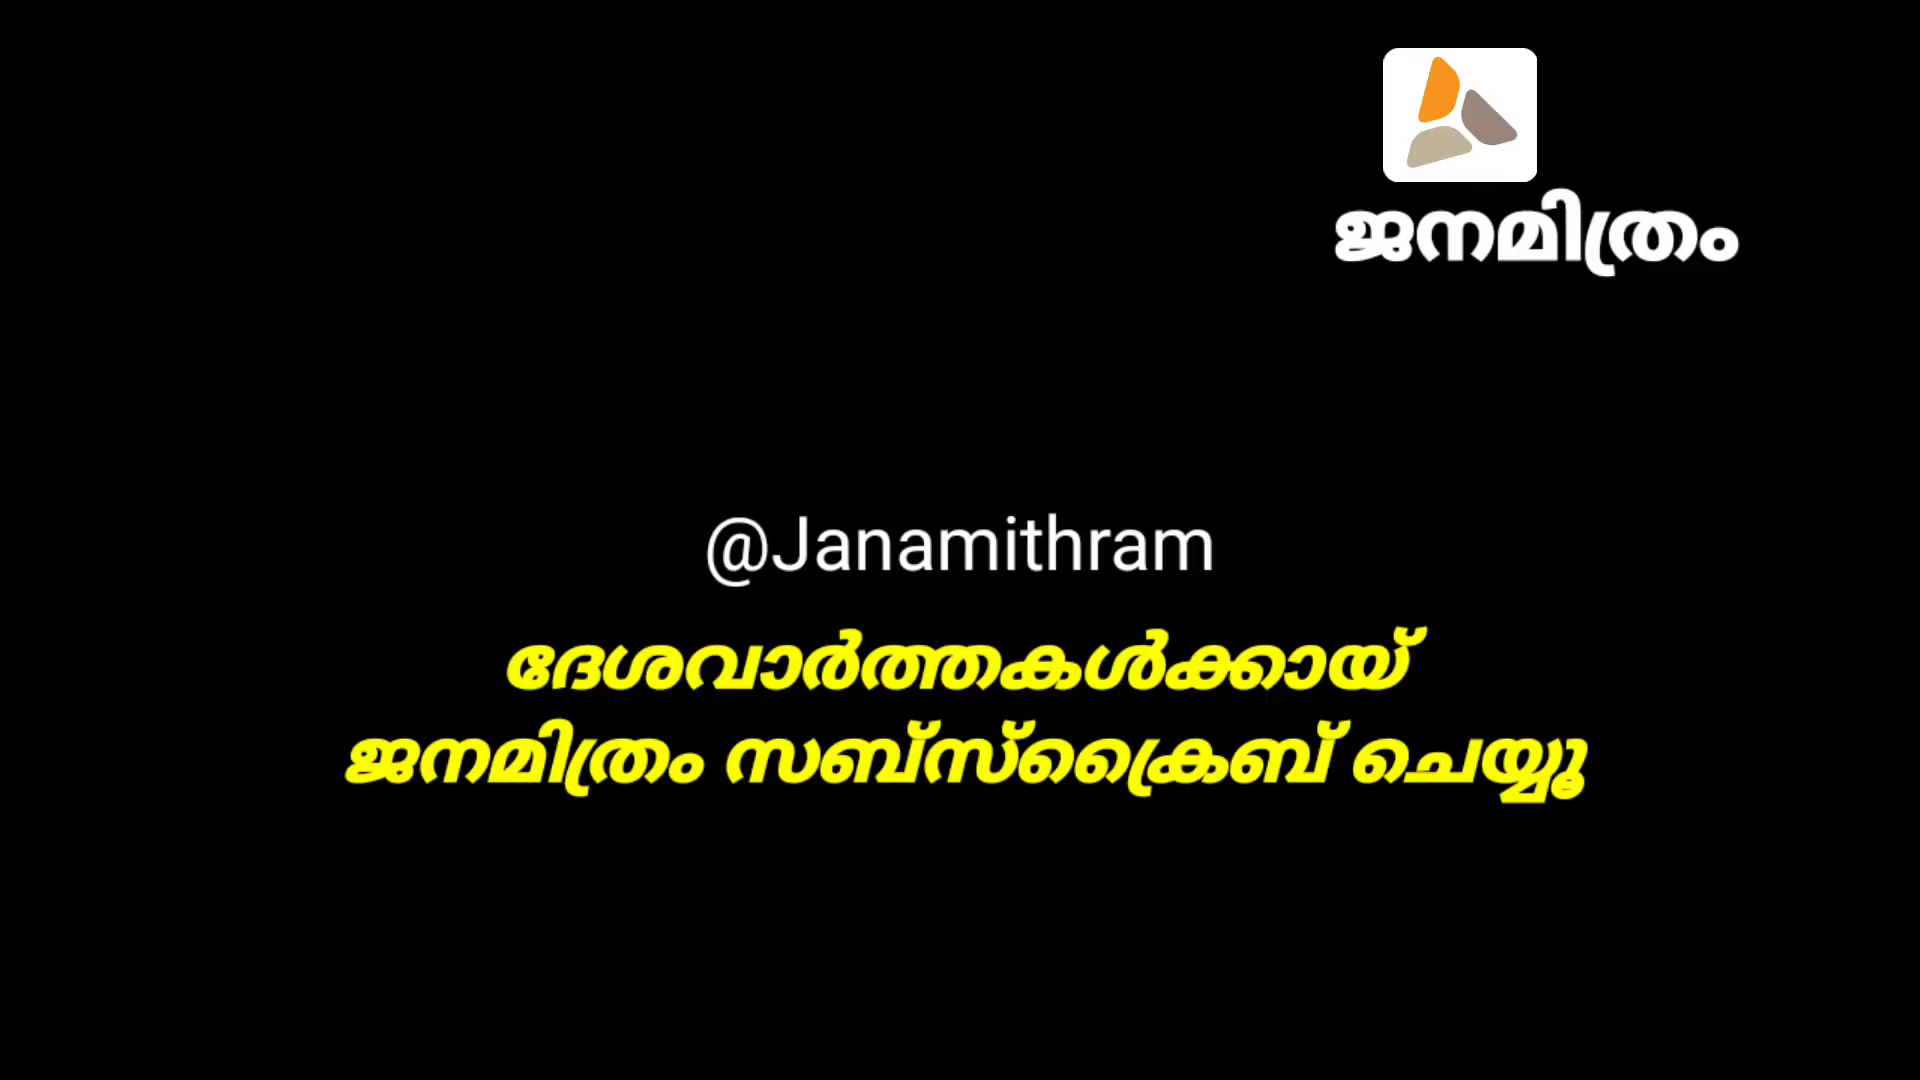 ജനമിത്രം
@Janamithram
ദേശവാർത്തകൾക്കായ്
ജനമിത്രം സബ്സ്ക്രൈബ് ചെയ്യൂ